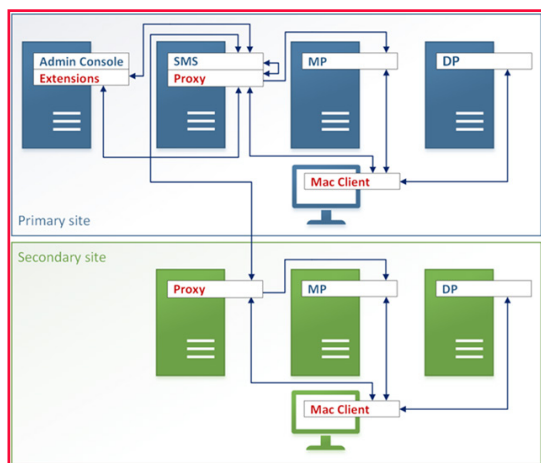 Admin Console
Extensions
SMS
Proxy
MP
DP
Mac Client
Primary site
Secondary site
Proxy
MP
DP
Mac Client